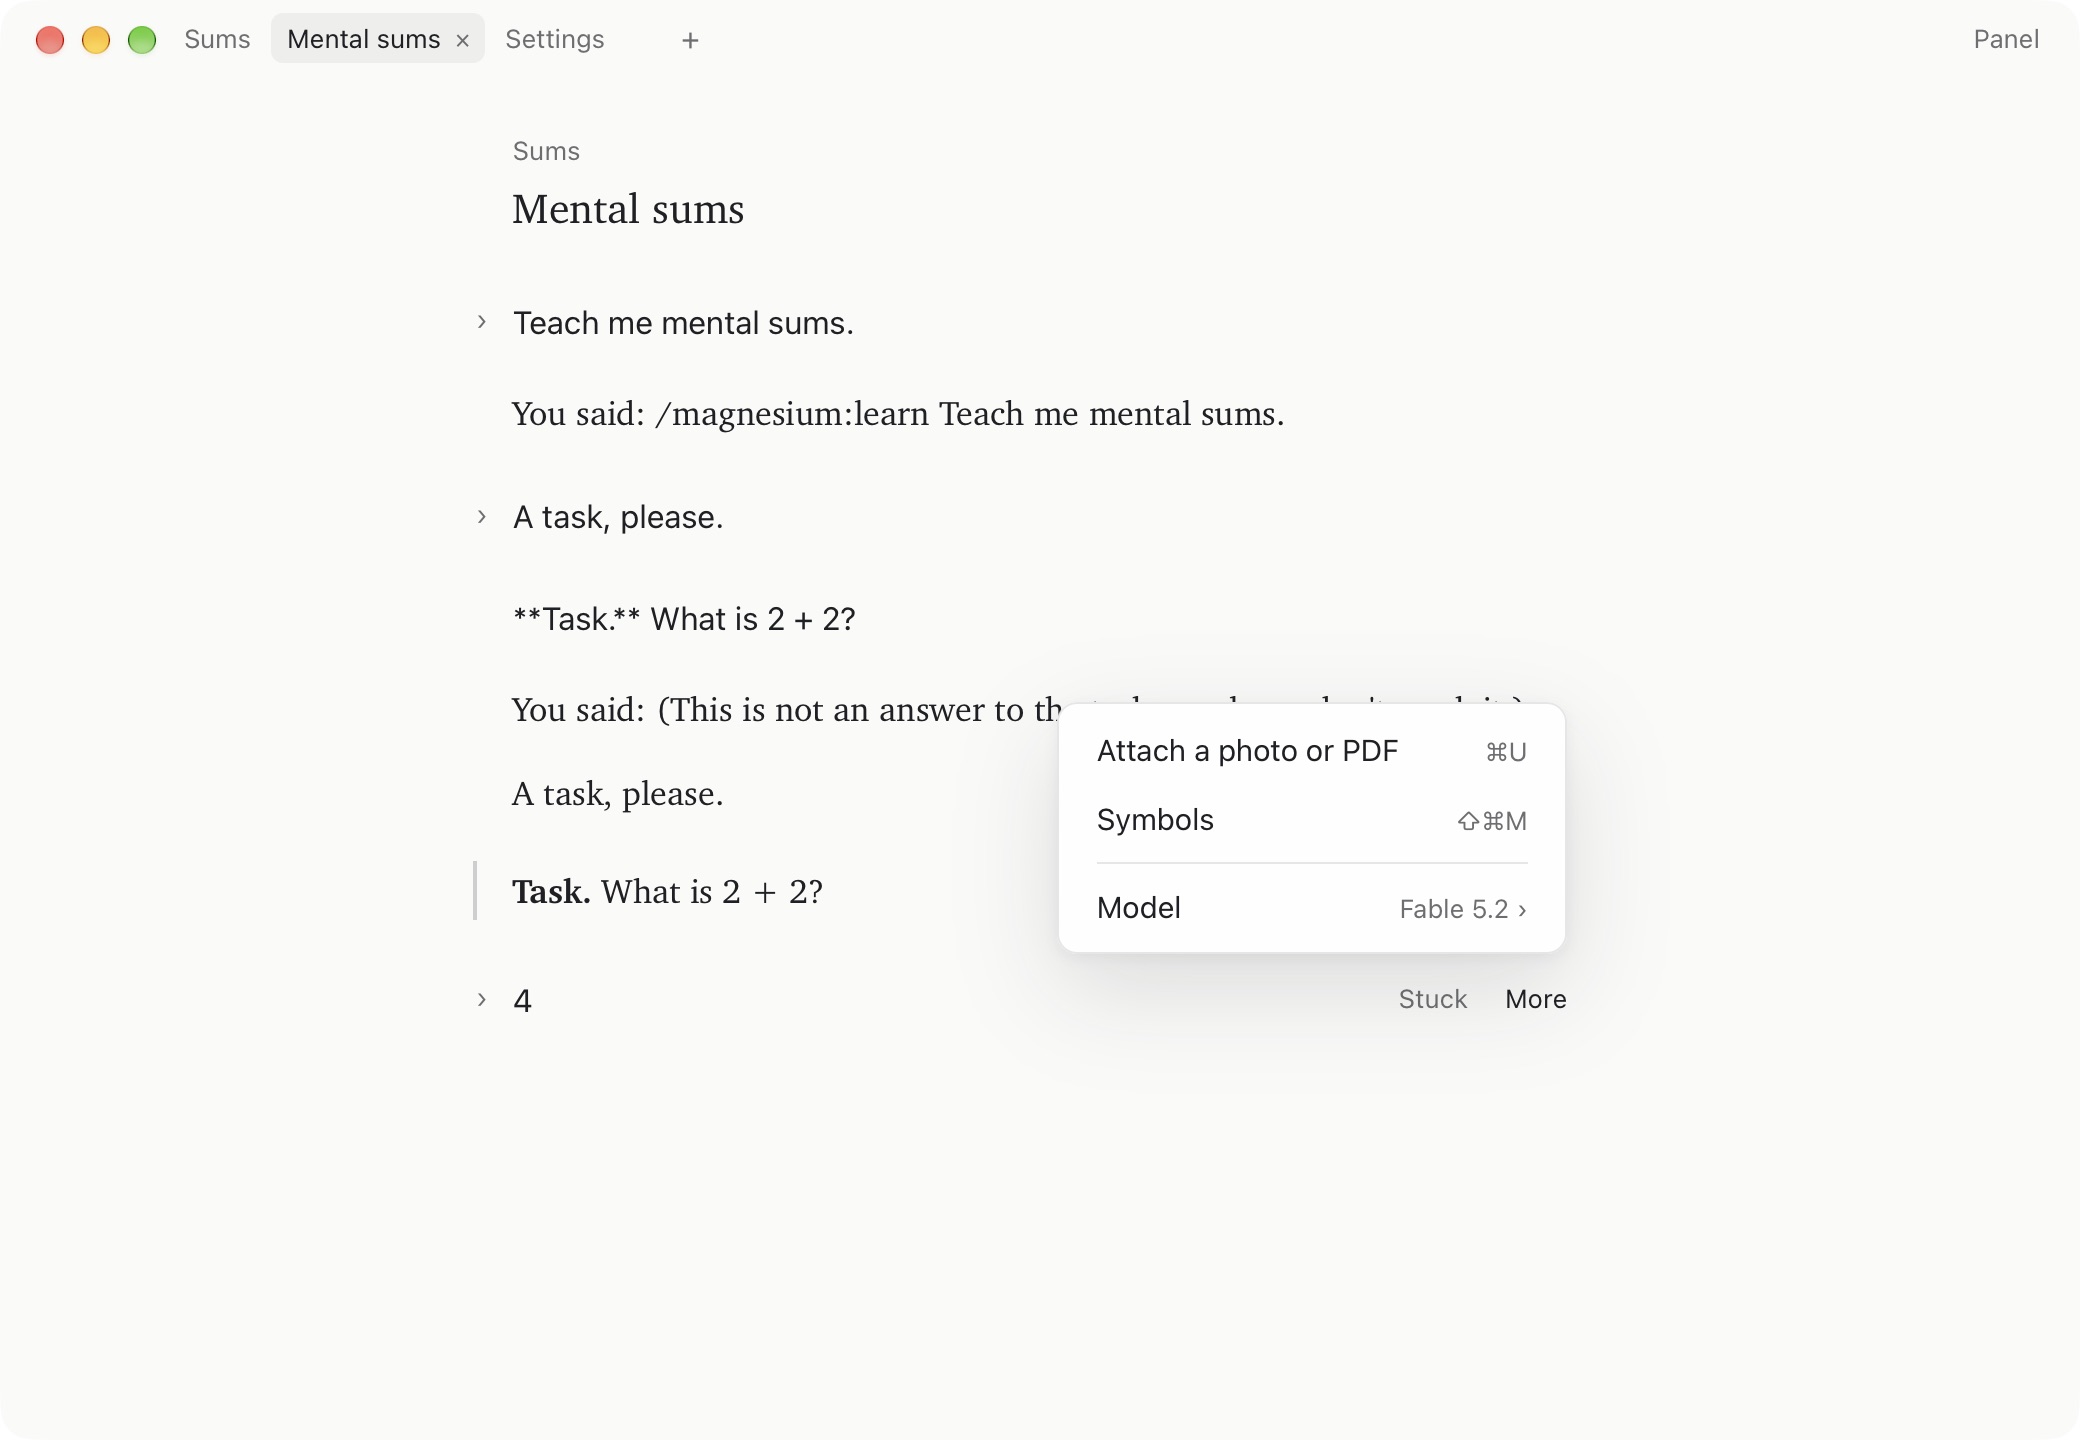 Sums
Mental sums ×
Settings
+
Panel
Sums
Mental sums
› Teach me mental sums.
You said: /magnesium:learn Teach me mental sums.
› A task, please.
**Task.** What is 2 + 2?
You said: (This is not an answer to
A task, please.
Attach a photo or PDF ⌘U
Symbols ⇧⌘M
Model Fable 5.2 ›
Task. What is 2 + 2?
› 4
Stuck More